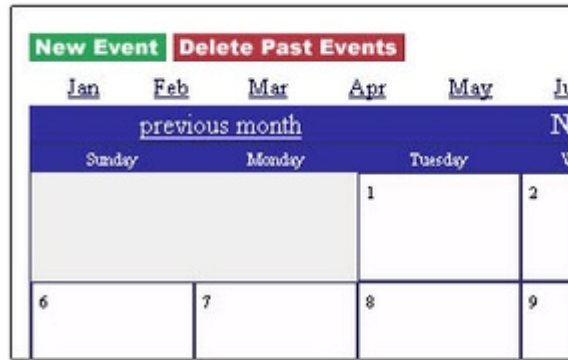 New Event Delete Past Events
Jan Feb Mar Apr May
previous month
Sunday Monday Tuesday
1 2
6 7 8 9